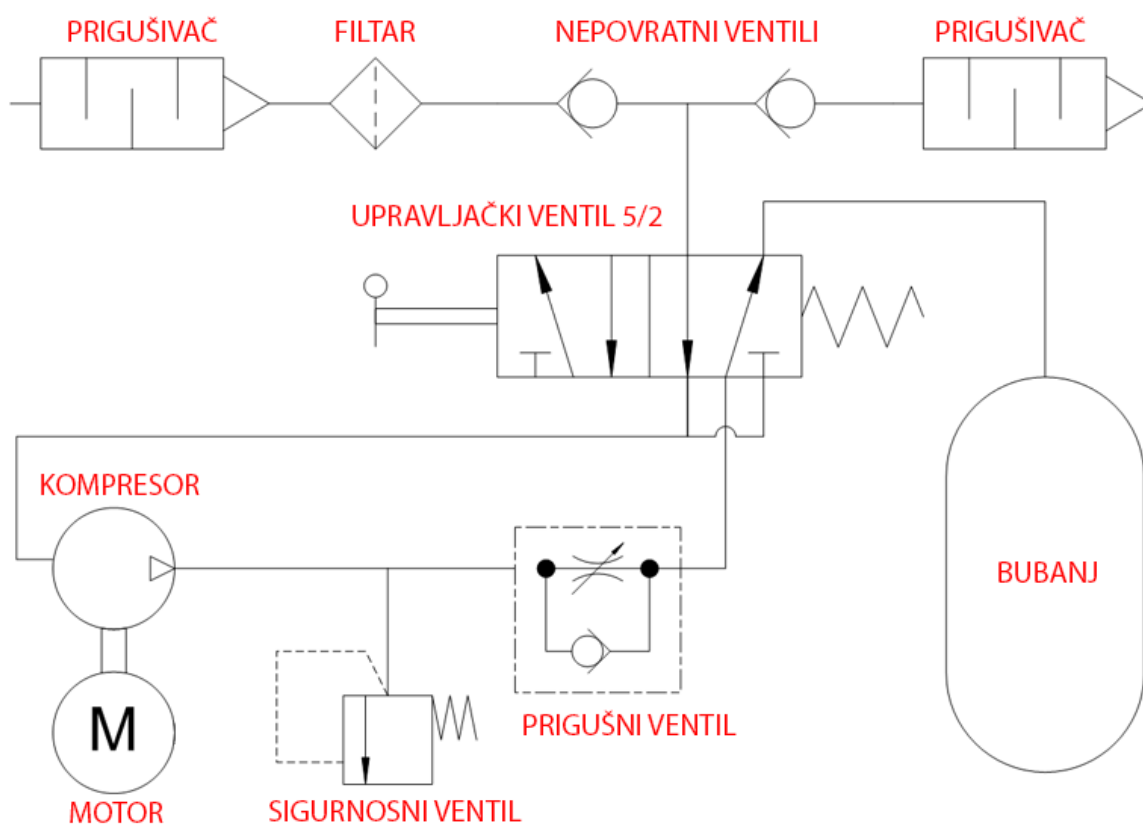 PRIGUŠIVAČ
FILTAR
NEPOVRATNI VENTILI
PRIGUŠIVAČ
UPRAVLJAČKI VENTIL 5/2
KOMPRESOR
BUBANJ
M
PRIGUŠNI VENTIL
MOTOR
SIGURNOSNI VENTIL